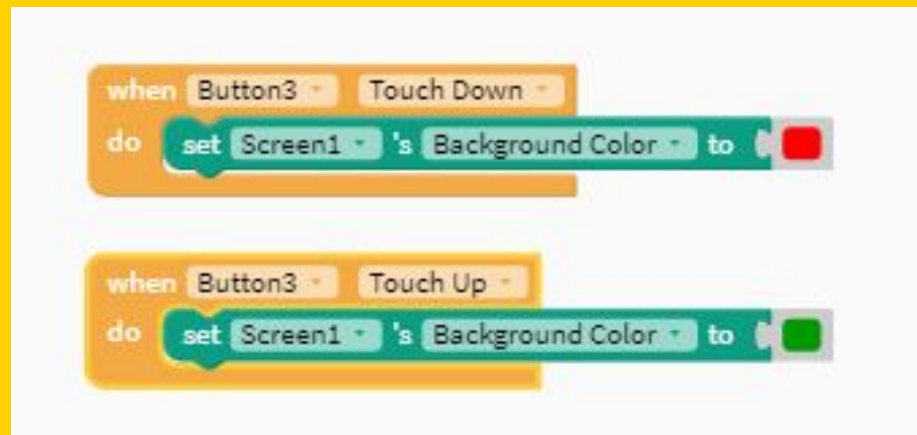 when Button3 Touch Down
do set Screen1 's Background Color to
when Button3 Touch Up
do set Screen1 's Background Color to